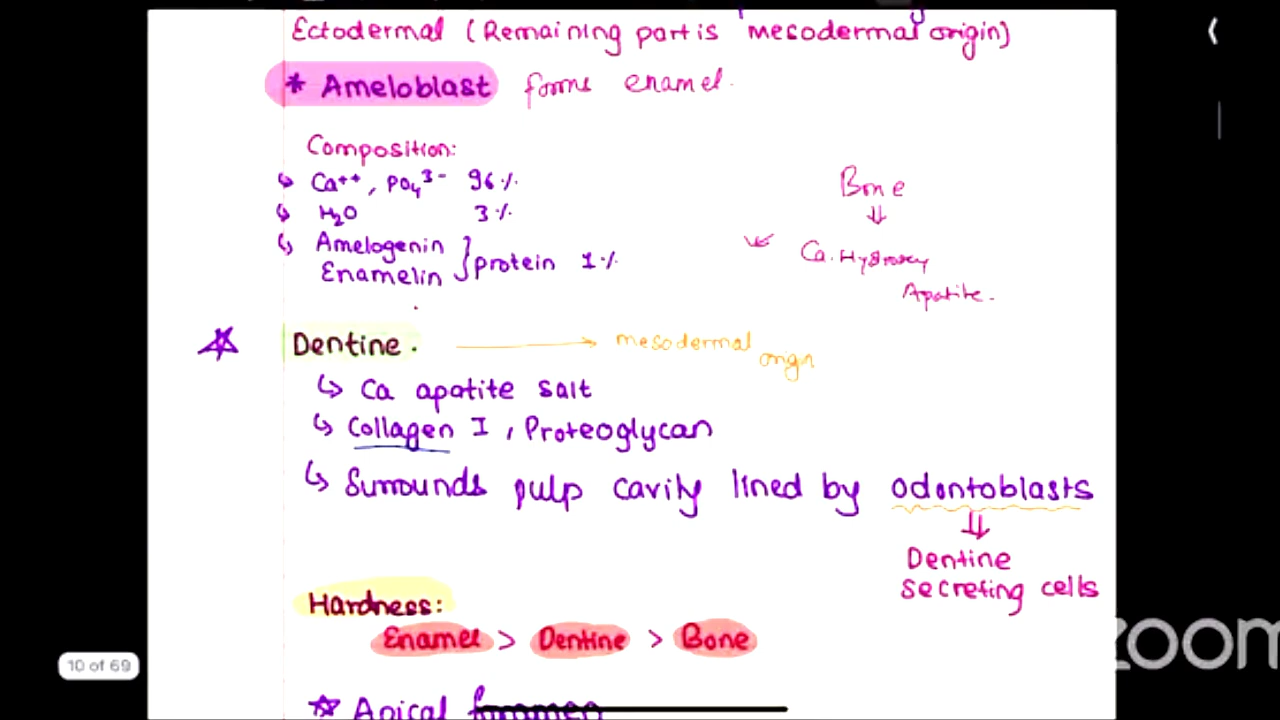 Ectodermal (Remaining part is mesodermal origin)
* Ameloblast forms enamel.
Composition:
↳ Ca++, PO₄³⁻ 96%
↳ H₂O 3%
↳ Amelogenin
Enamelin } protein 1%
Bone
⇓
Ca. Hydroxy
Apatite.
☆ Dentine. → mesodermal
origin
↳ Ca apatite salt
↳ Collagen I, Proteoglycan
↳ Surrounds pulp cavity lined by odontoblasts
⇓
Dentine
secreting cells
Hardness:
Enamel > Dentine > Bone
10 of 69
zoom
☆ Apical foramen